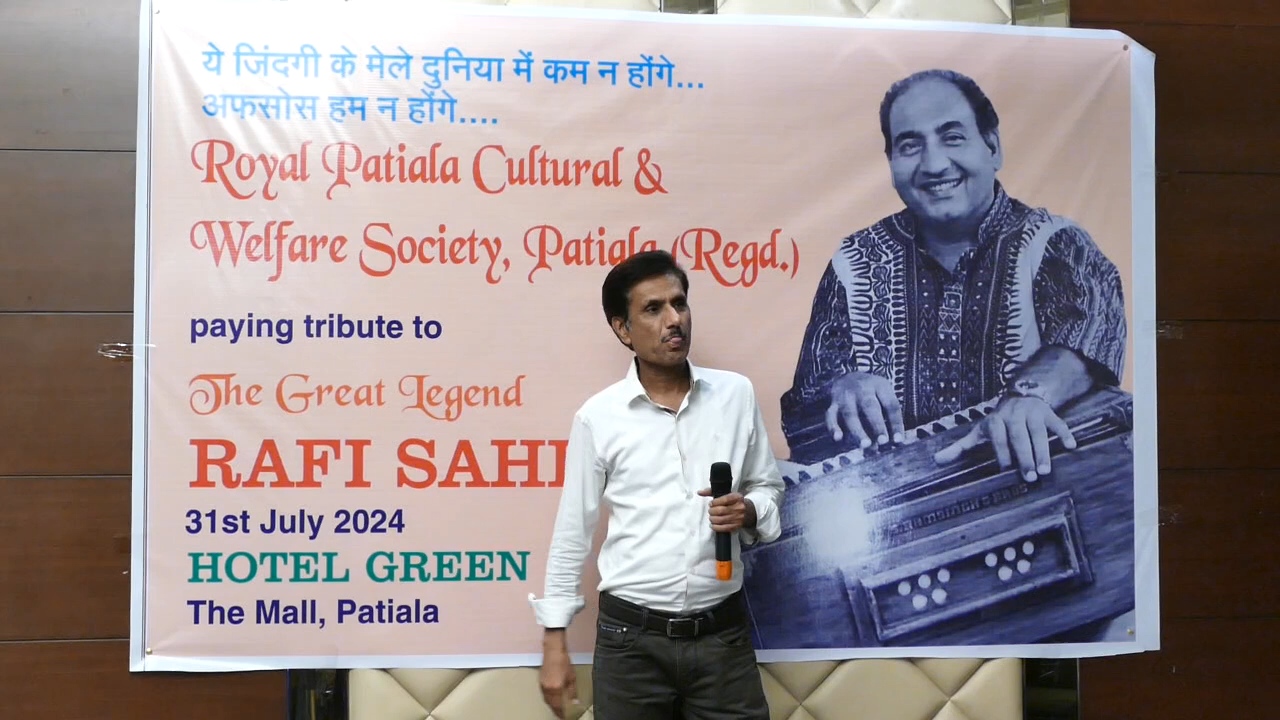 ये जिंदगी के मेले दुनिया में कम न होंगे...
अफसोस हम न होंगे....
Royal Patiala Cultural &
Welfare Society, Patiala (Regd.)
paying tribute to
The Great Legend
RAFI
31st July 2024
HOTEL GREEN
The Mall, Patiala